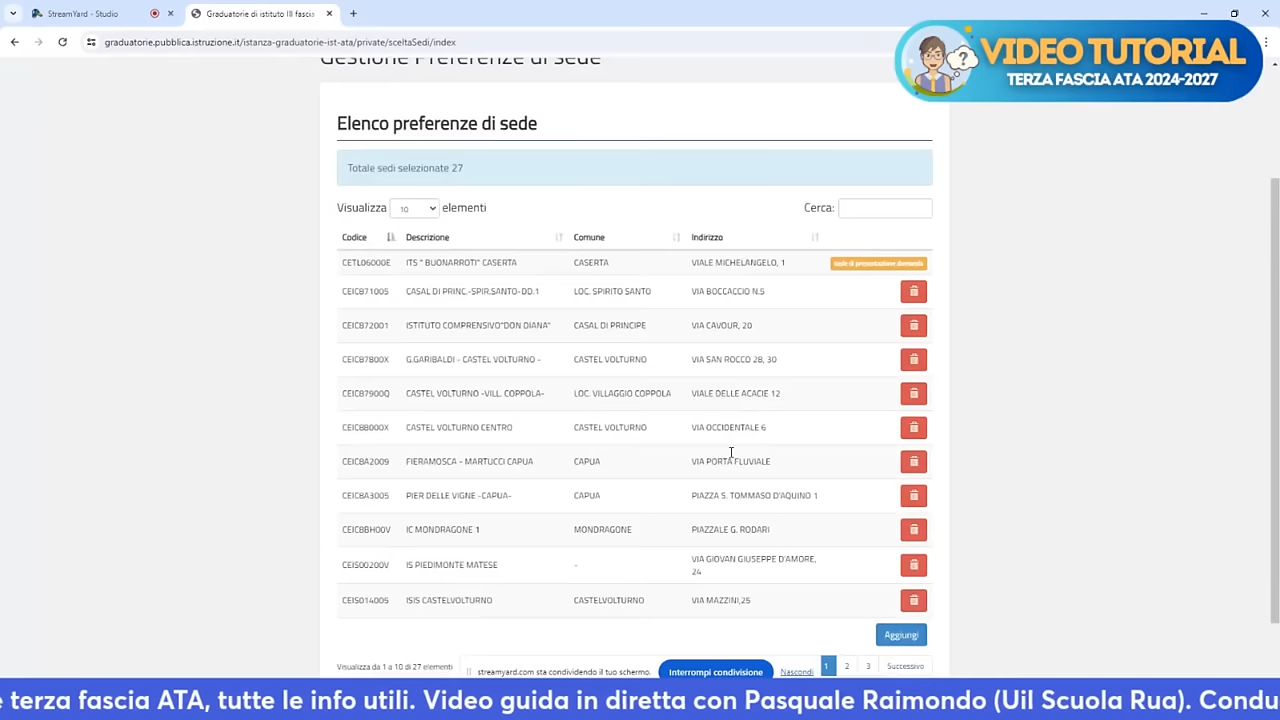 StreamYard - Studio
Graduatorie di istituto III fascia
graduatorie.pubblica.istruzione.it/istanza-graduatorie-ist-ata/private/sceltaSedi/index
VIDEO TUTORIAL
TERZA FASCIA ATA 2024-2027
Gestione Preferenze di sede
Elenco preferenze di sede
Totale sedi selezionate 27
Visualizza 10 elementi Cerca:
Codice Descrizione Comune Indirizzo
CETL06000E ITS " BUONARROTI" CASERTA CASERTA VIALE MICHELANGELO, 1 sede di presentazione domanda
CEIC871005 CASAL DI PRINC.-SPIR.SANTO-DD.1 LOC. SPIRITO SANTO VIA BOCCACCIO N.5
CEIC872001 ISTITUTO COMPRENSIVO"DON DIANA" CASAL DI PRINCIPE VIA CAVOUR, 20
CEIC87800X G.GARIBALDI - CASTEL VOLTURNO - CASTEL VOLTURNO VIA SAN ROCCO 28, 30
CEIC87900Q CASTEL VOLTURNO -VILL. COPPOLA- LOC. VILLAGGIO COPPOLA VIALE DELLE ACACIE 12
CEIC88000X CASTEL VOLTURNO CENTRO CASTEL VOLTURNO VIA OCCIDENTALE 6
CEIC8A2009 FIERAMOSCA - MARTUCCI CAPUA CAPUA VIA PORTA FLUVIALE
CEIC8A3005 PIER DELLE VIGNE -CAPUA- CAPUA PIAZZA S. TOMMASO D'AQUINO 1
CEIC8BH00V IC MONDRAGONE 1 MONDRAGONE PIAZZALE G. RODARI
CEIS00200V IS PIEDIMONTE MATESE - VIA GIOVAN GIUSEPPE D'AMORE,
24
CEIS014005 ISIS CASTELVOLTURNO CASTELVOLTURNO VIA MAZZINI,25
Aggiungi
Visualizza da 1 a 10 di 27 elementi streamyard.com sta condividendo il tuo schermo. Interrompi condivisione Nascondi 1 2 3 Successivo
e terza fascia ATA, tutte le info utili. Video guida in diretta con Pasquale Raimondo (Uil Scuola Rua). Condu